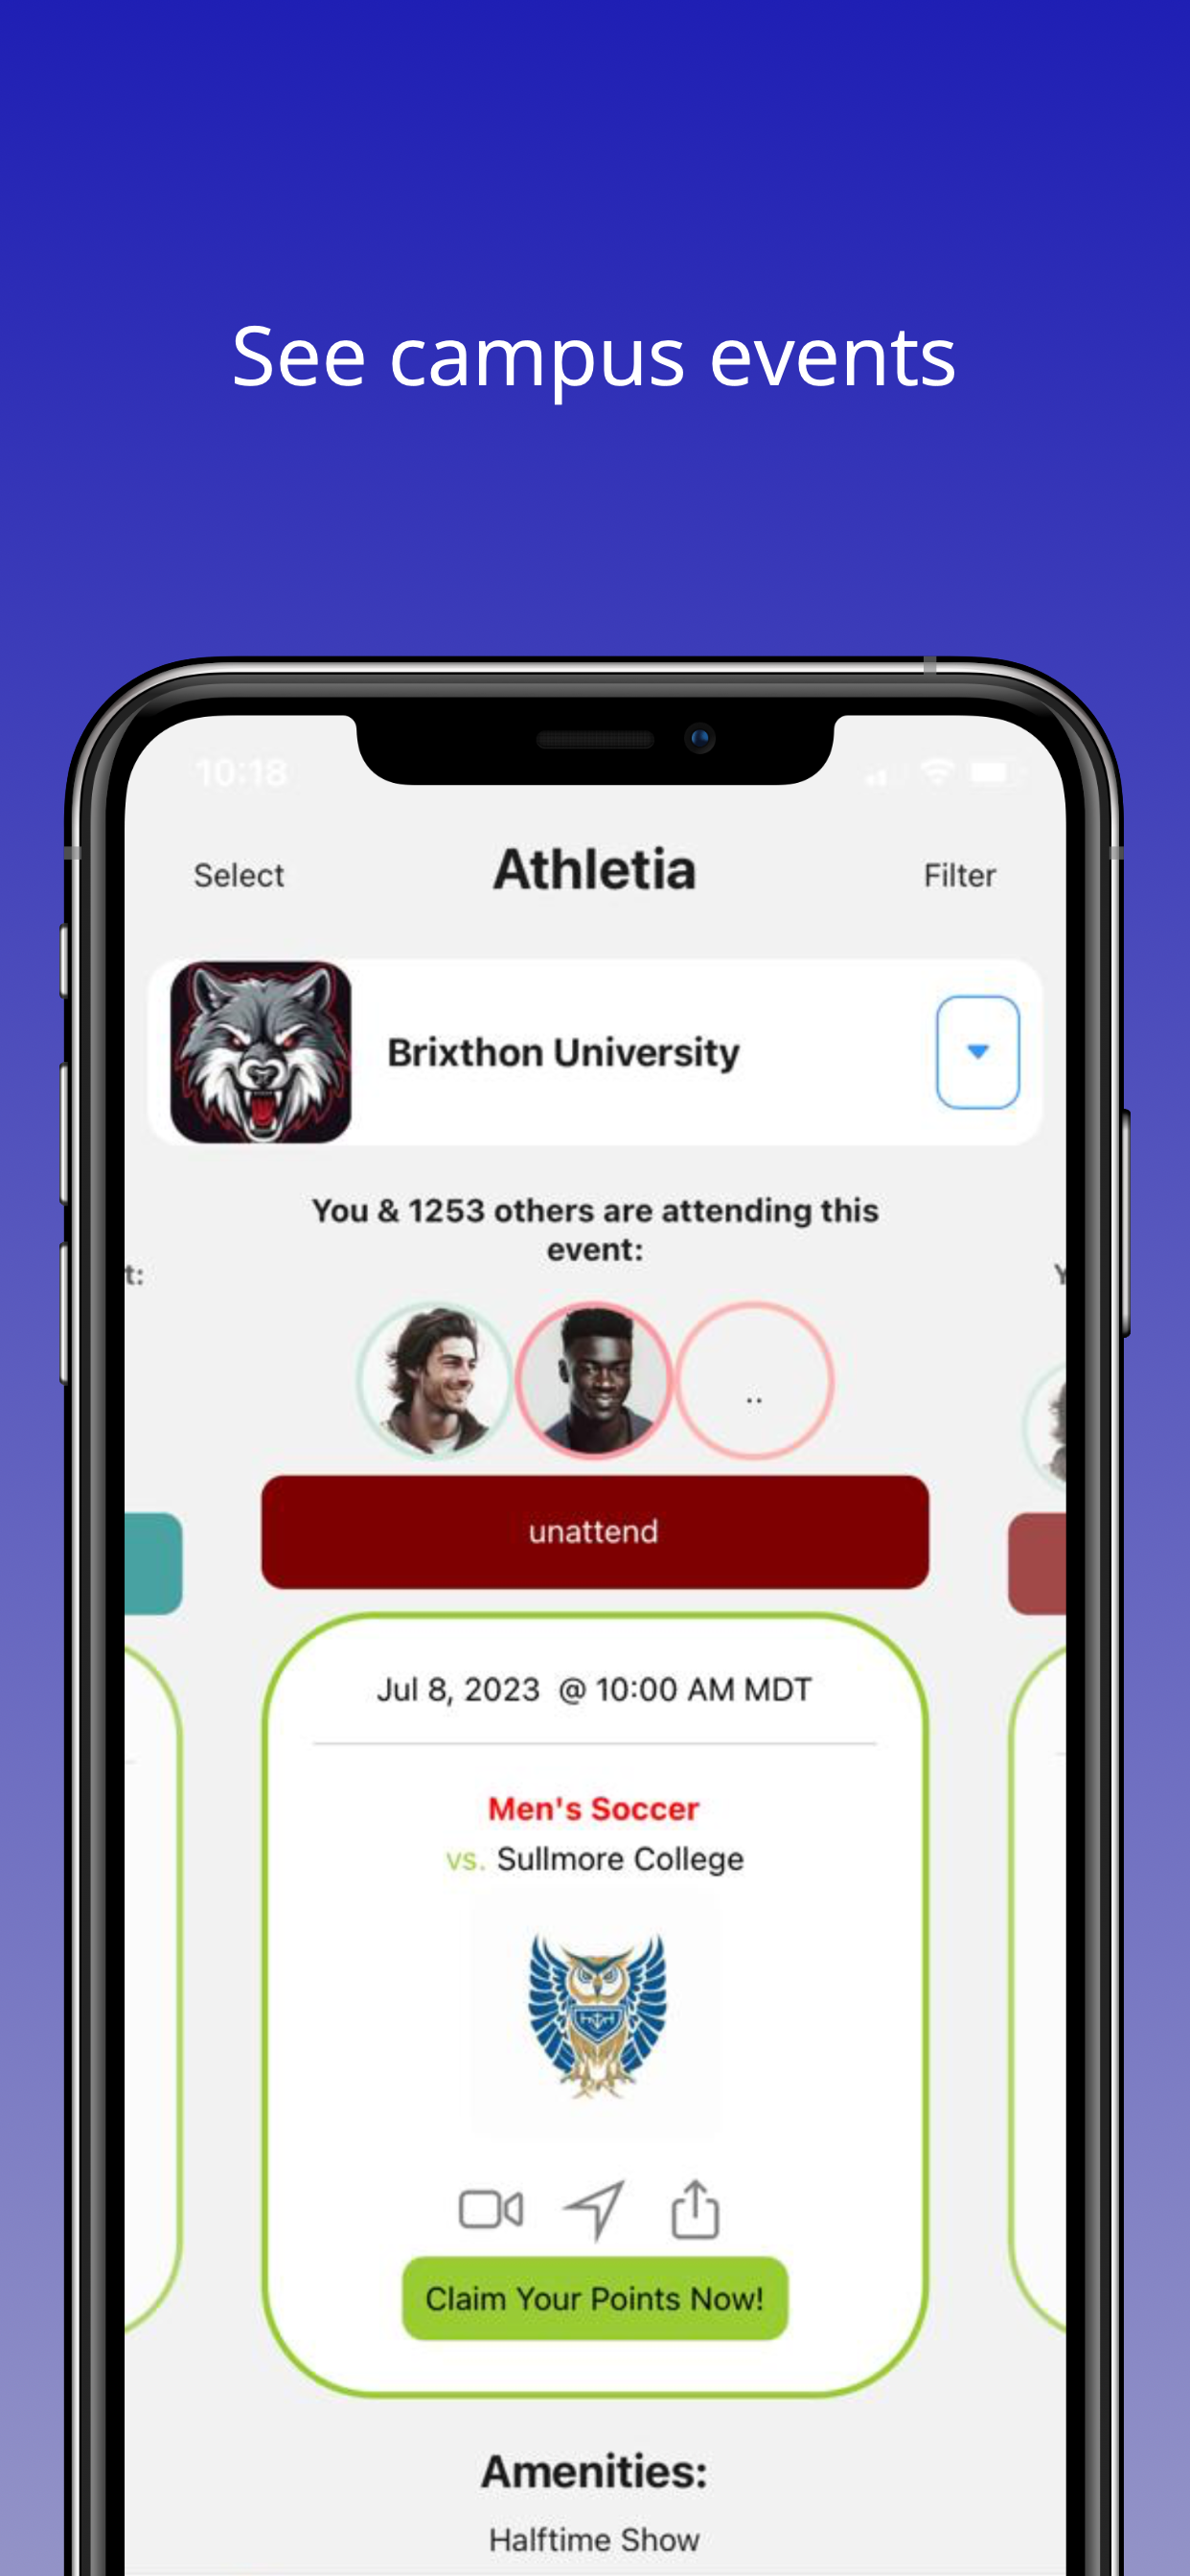 See campus events
10:18
Select
Athletia
Filter
Brixthon University
You & 1253 others are attending this
event:
t:
Y
..
unattend
Jul 8, 2023 @ 10:00 AM MDT
Men's Soccer
vs. Sullmore College
Claim Your Points Now!
Amenities:
Halftime Show